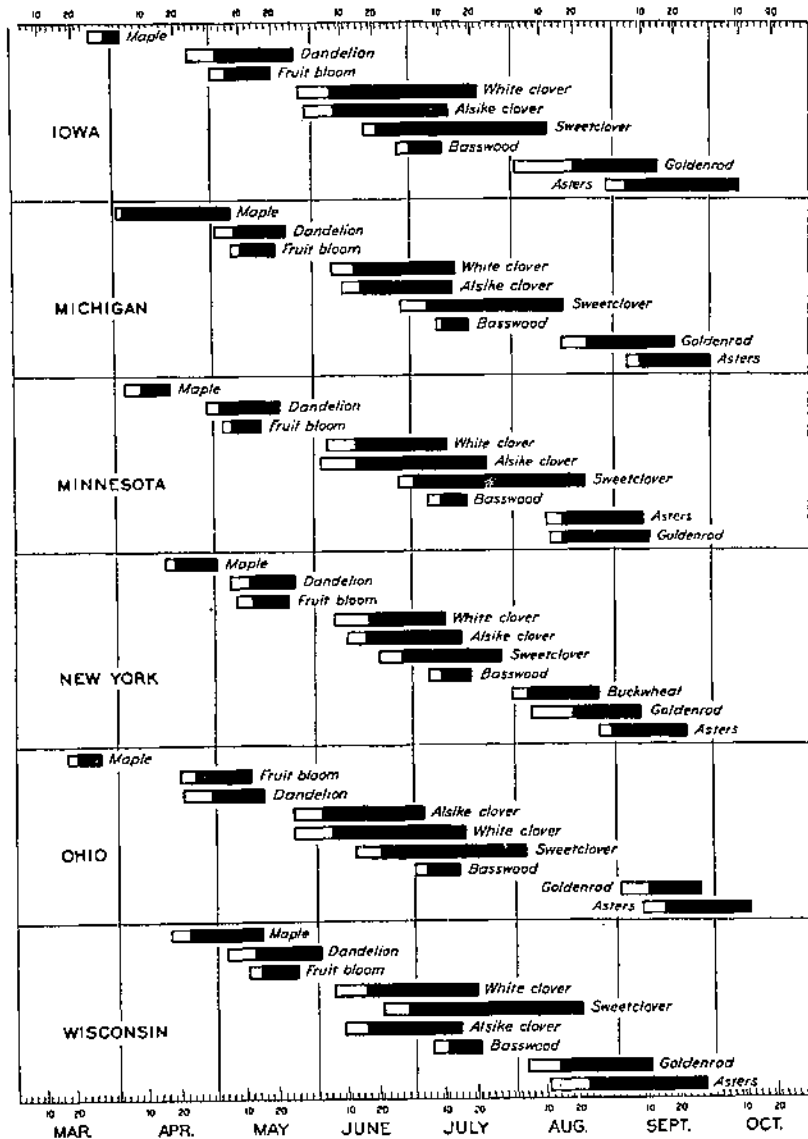 10 20 10 20 10 20 10 20 10 20 10 20 10 20 10 20
Maple
Dandelion
Fruit bloom
White clover
Alsike clover
IOWA
Sweetclover
Basswood
Goldenrod
Asters
Maple
Dandelion
Fruit bloom
White clover
Alsike clover
MICHIGAN
Sweetclover
Basswood
Goldenrod
Asters
Maple
Dandelion
Fruit bloom
White clover
Alsike clover
MINNESOTA
Sweetclover
Basswood
Asters
Goldenrod
Maple
Dandelion
Fruit bloom
White clover
Alsike clover
Sweetclover
NEW YORK
Basswood
Buckwheat
Goldenrod
Asters
Maple
Fruit bloom
Dandelion
Alsike clover
White clover
OHIO
Sweetclover
Basswood
Goldenrod
Asters
Maple
Dandelion
Fruit bloom
White clover
Sweetclover
WISCONSIN
Alsike clover
Basswood
Goldenrod
Asters
10 20 10 20 10 20 10 20 10 20 10 20 10 20 10 20
MAR. APR. MAY JUNE JULY AUG. SEPT. OCT.